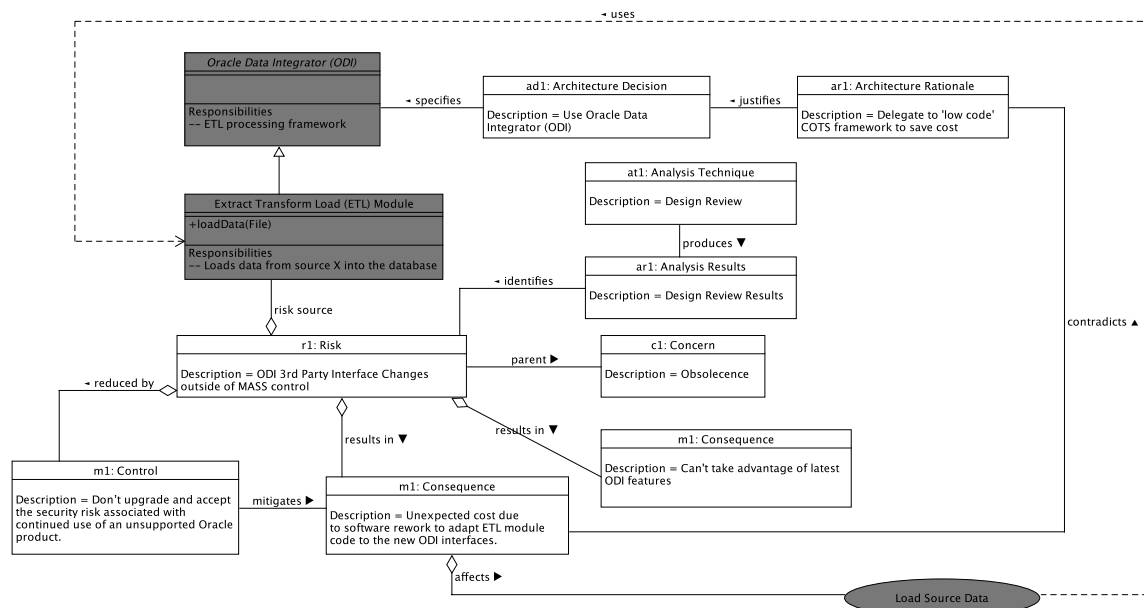 ◄ uses
Oracle Data Integrator (ODI)
Responsibilities
-- ETL processing framework
◄ specifies
ad1: Architecture Decision
Description = Use Oracle Data
Integrator (ODI)
◄ justifies
ar1: Architecture Rationale
Description = Delegate to 'low code'
COTS framework to save cost
at1: Analysis Technique
Description = Design Review
produces ▼
Extract Transform Load (ETL) Module
+loadData(File)
Responsibilities
-- Loads data from source X into the database
ar1: Analysis Results
Description = Design Review Results
◄ identifies
risk source
contradicts ▲
r1: Risk
Description = ODI 3rd Party Interface Changes
outside of MASS control
parent ▶
c1: Concern
Description = Obsolecence
◄ reduced by
results in ▼
results in ▼
m1: Consequence
Description = Can't take advantage of latest
ODI features
m1: Control
Description = Don't upgrade and accept
the security risk associated with
continued use of an unsupported Oracle
product.
mitigates ▶
m1: Consequence
Description = Unexpected cost due
to software rework to adapt ETL module
code to the new ODI interfaces.
affects ▶
Load Source Data